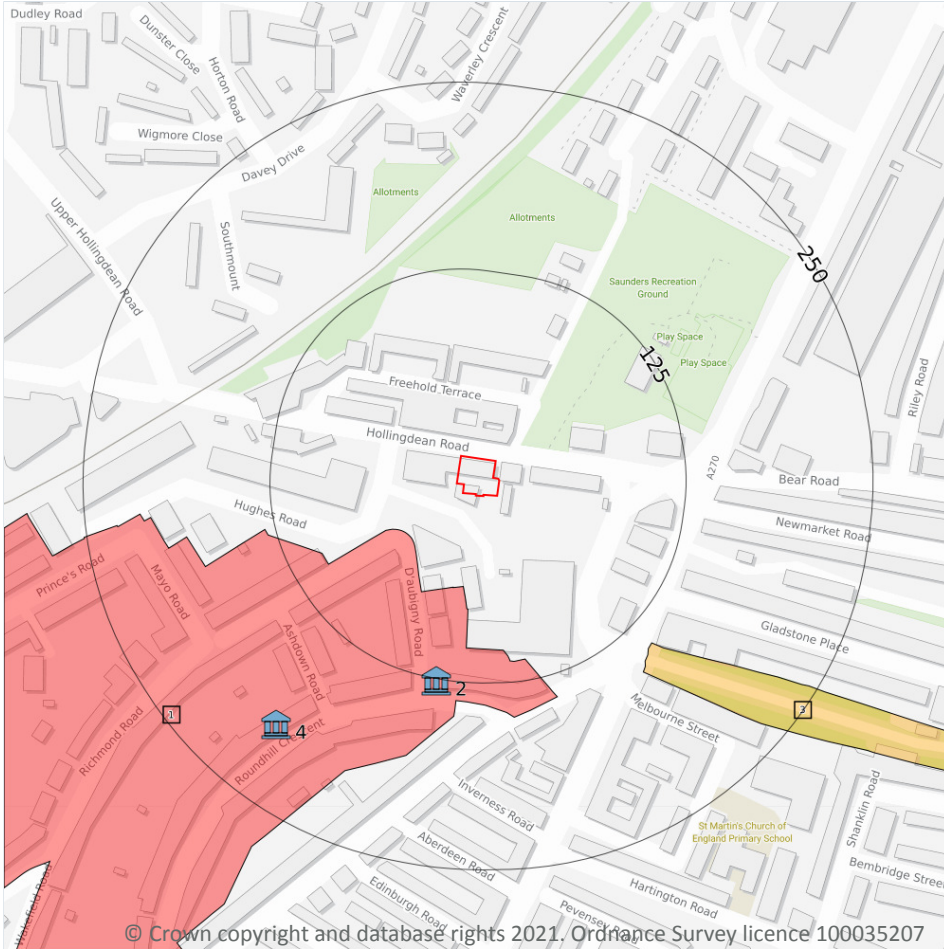 Dudley Road
Dunster Close
Horton Road
Waverley Crescent
Wigmore Close
Davey Drive
Allotments
Upper Hollingdean Road
Southmount
Allotments
250
Saunders Recreation
Ground
Play Space
Play Space
125
Riley Road
Freehold Terrace
Hollingdean Road
A270
Bear Road
Hughes Road
Newmarket Road
Prince's Road
Mayo Road
D'aubigny Road
Gladstone Place
Ashdown Road
2
Melbourne Street
3
1
4
Richmond Road
Roundhill Crescent
Inverness Road
Shanklin Road
St Martin's Church of
England Primary School
Aberdeen Road
Bembridge Street
Wakefield Road
Edinburgh Road
Hartington Road
Pevensey Road
© Crown copyright and database rights 2021. Ordnance Survey licence 100035207